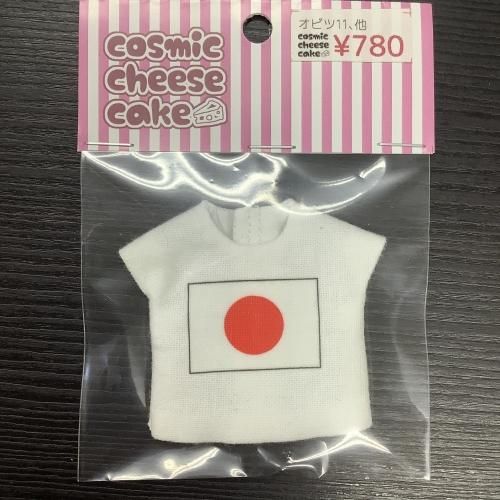 cosmic
cheese
cake
オビツ11、他
cosmic
cheese
cake
¥780